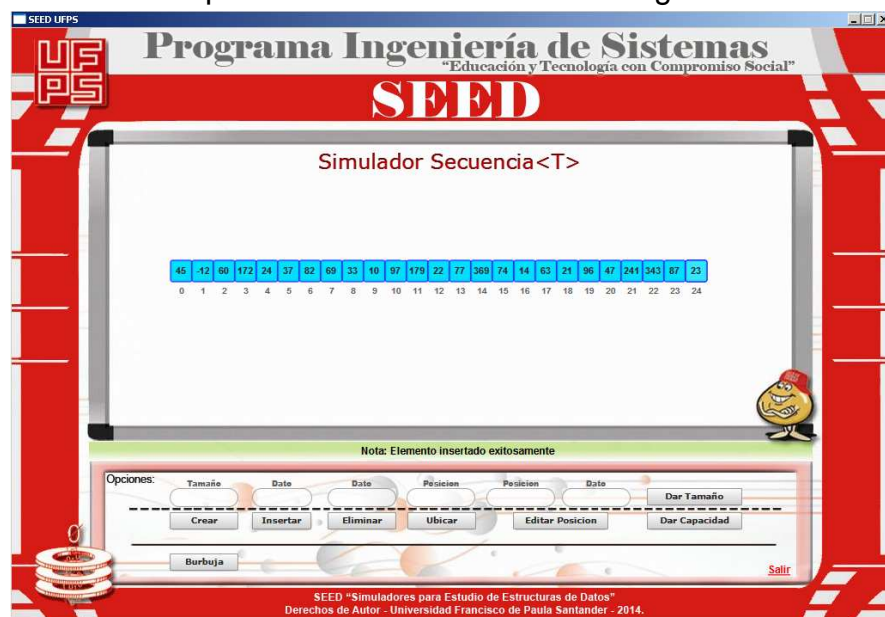 SEED UFPS
UFPS
Programa Ingeniería de Sistemas
“Educación y Tecnología con Compromiso Social”
SEED
Simulador Secuencia<T>
45 -12 60 172 24 37 82 69 33 10 97 179 22 77 369 74 14 63 21 96 47 241 343 87 23
0 1 2 3 4 5 6 7 8 9 10 11 12 13 14 15 16 17 18 19 20 21 22 23 24
Nota: Elemento insertado exitosamente
Opciones:
Tamaño Dato Dato Posicion Posicion Dato
Dar Tamaño
Crear Insertar Eliminar Ubicar Editar Posicion Dar Capacidad
Burbuja
Salir
SEED “Simuladores para Estudio de Estructuras de Datos”
Derechos de Autor - Universidad Francisco de Paula Santander - 2014.